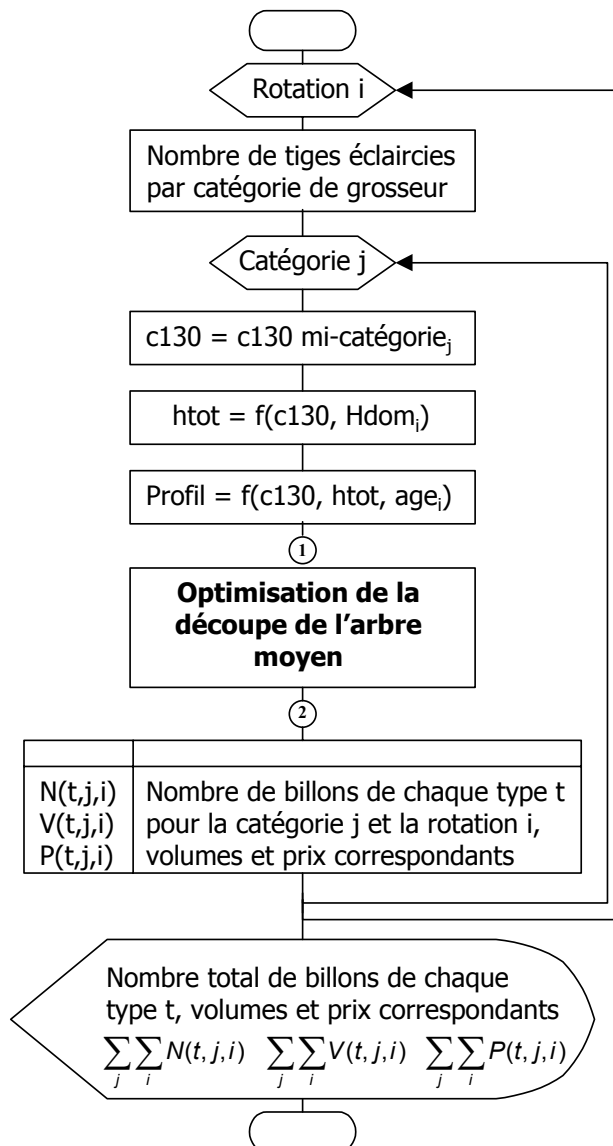 Rotation i
Nombre de tiges éclaircies
par catégorie de grosseur
Catégorie j
c130 = c130 mi-catégorie_j
htot = f(c130, Hdom_i)
Profil = f(c130, htot, age_i)
1
Optimisation de la
découpe de l’arbre
moyen
2
N(t,j,i) Nombre de billons de chaque type t
V(t,j,i) pour la catégorie j et la rotation i,
P(t,j,i) volumes et prix correspondants
Nombre total de billons de chaque
type t, volumes et prix correspondants
∑_j ∑_i N(t, j, i) ∑_j ∑_i V(t, j, i) ∑_j ∑_i P(t, j, i)